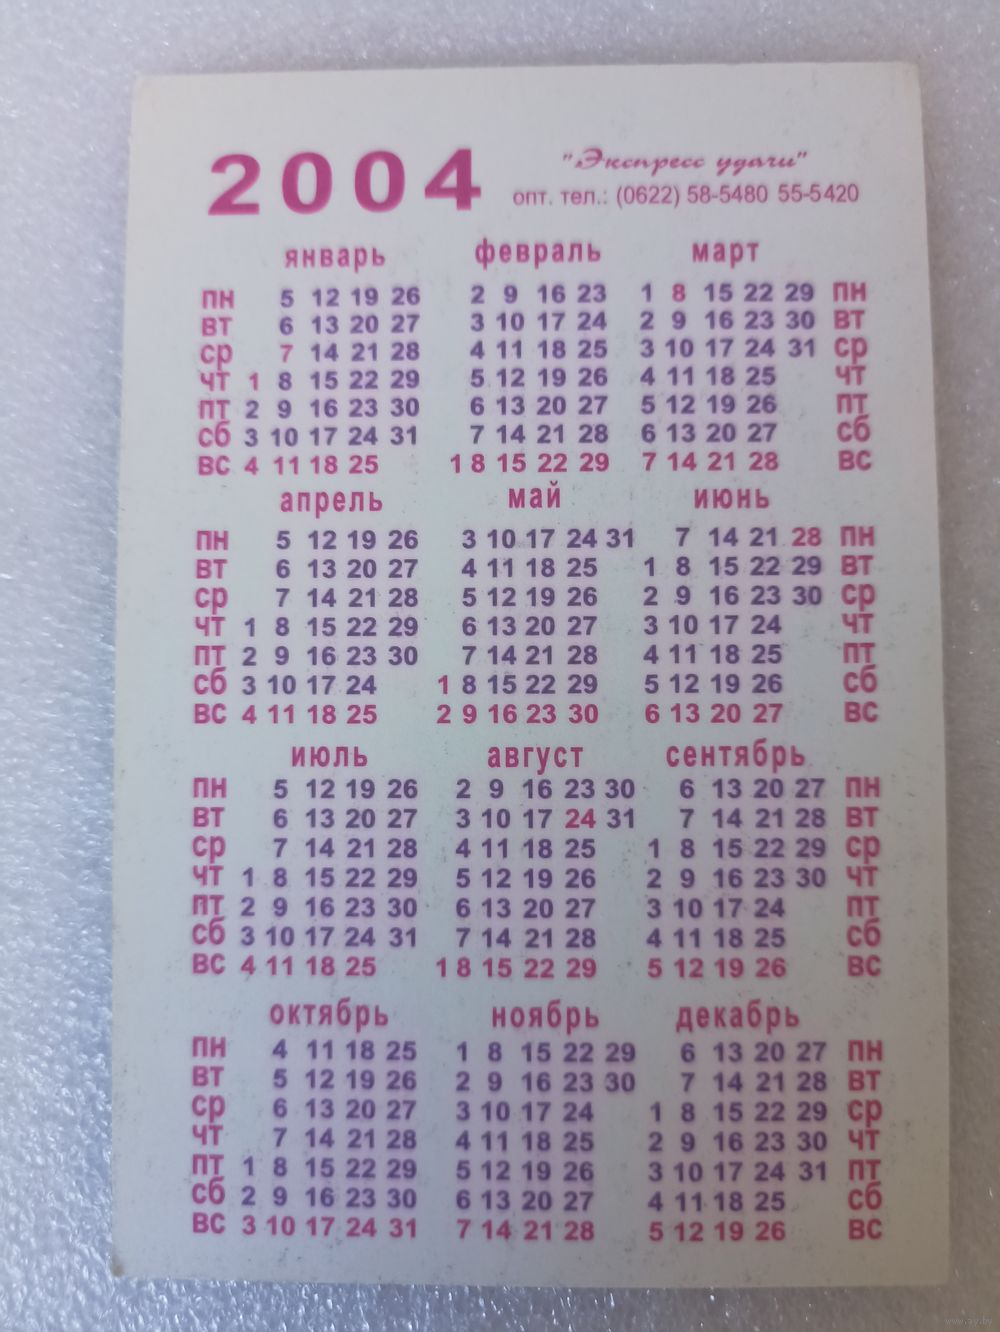 2004
"Экспресс удачи"
опт. тел.: (0622) 58-5480 55-5420
январь февраль март
пн 5 12 19 26 2 9 16 23 1 8 15 22 29 пн
вт 6 13 20 27 3 10 17 24 2 9 16 23 30 вт
ср 7 14 21 28 4 11 18 25 3 10 17 24 31 ср
чт 1 8 15 22 29 5 12 19 26 4 11 18 25 чт
пт 2 9 16 23 30 6 13 20 27 5 12 19 26 пт
сб 3 10 17 24 31 7 14 21 28 6 13 20 27 сб
вс 4 11 18 25 1 8 15 22 29 7 14 21 28 вс
апрель май июнь
пн 5 12 19 26 3 10 17 24 31 7 14 21 28 пн
вт 6 13 20 27 4 11 18 25 1 8 15 22 29 вт
ср 7 14 21 28 5 12 19 26 2 9 16 23 30 ср
чт 1 8 15 22 29 6 13 20 27 3 10 17 24 чт
пт 2 9 16 23 30 7 14 21 28 4 11 18 25 пт
сб 3 10 17 24 1 8 15 22 29 5 12 19 26 сб
вс 4 11 18 25 2 9 16 23 30 6 13 20 27 вс
июль август сентябрь
пн 5 12 19 26 2 9 16 23 30 6 13 20 27 пн
вт 6 13 20 27 3 10 17 24 31 7 14 21 28 вт
ср 7 14 21 28 4 11 18 25 1 8 15 22 29 ср
чт 1 8 15 22 29 5 12 19 26 2 9 16 23 30 чт
пт 2 9 16 23 30 6 13 20 27 3 10 17 24 пт
сб 3 10 17 24 31 7 14 21 28 4 11 18 25 сб
вс 4 11 18 25 1 8 15 22 29 5 12 19 26 вс
октябрь ноябрь декабрь
пн 4 11 18 25 1 8 15 22 29 6 13 20 27 пн
вт 5 12 19 26 2 9 16 23 30 7 14 21 28 вт
ср 6 13 20 27 3 10 17 24 1 8 15 22 29 ср
чт 7 14 21 28 4 11 18 25 2 9 16 23 30 чт
пт 1 8 15 22 29 5 12 19 26 3 10 17 24 31 пт
сб 2 9 16 23 30 6 13 20 27 4 11 18 25 сб
вс 3 10 17 24 31 7 14 21 28 5 12 19 26 вс
www.ay.by